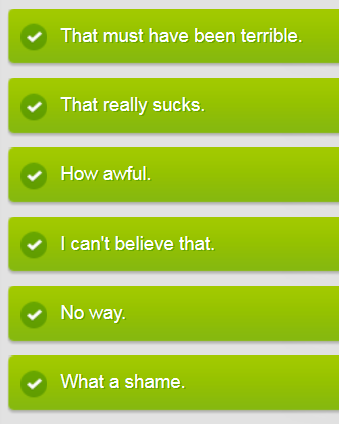 That must have been terrible.
That really sucks.
How awful.
I can't believe that.
No way.
What a shame.